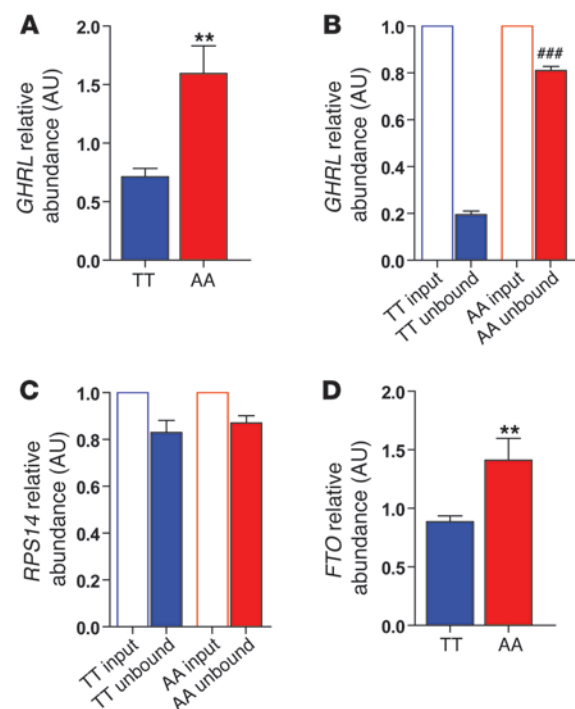 A
GHRL relative
abundance (AU)
2.0
1.5
1.0
0.5
0.0
**
TT
AA
B
GHRL relative
abundance (AU)
1.0
0.8
0.6
0.4
0.2
0.0
###
TT input
TT unbound
AA input
AA unbound
C
RPS14 relative
abundance (AU)
1.0
0.8
0.6
0.4
0.2
0.0
TT input
TT unbound
AA input
AA unbound
D
FTO relative
abundance (AU)
2.0
1.5
1.0
0.5
0.0
**
TT
AA